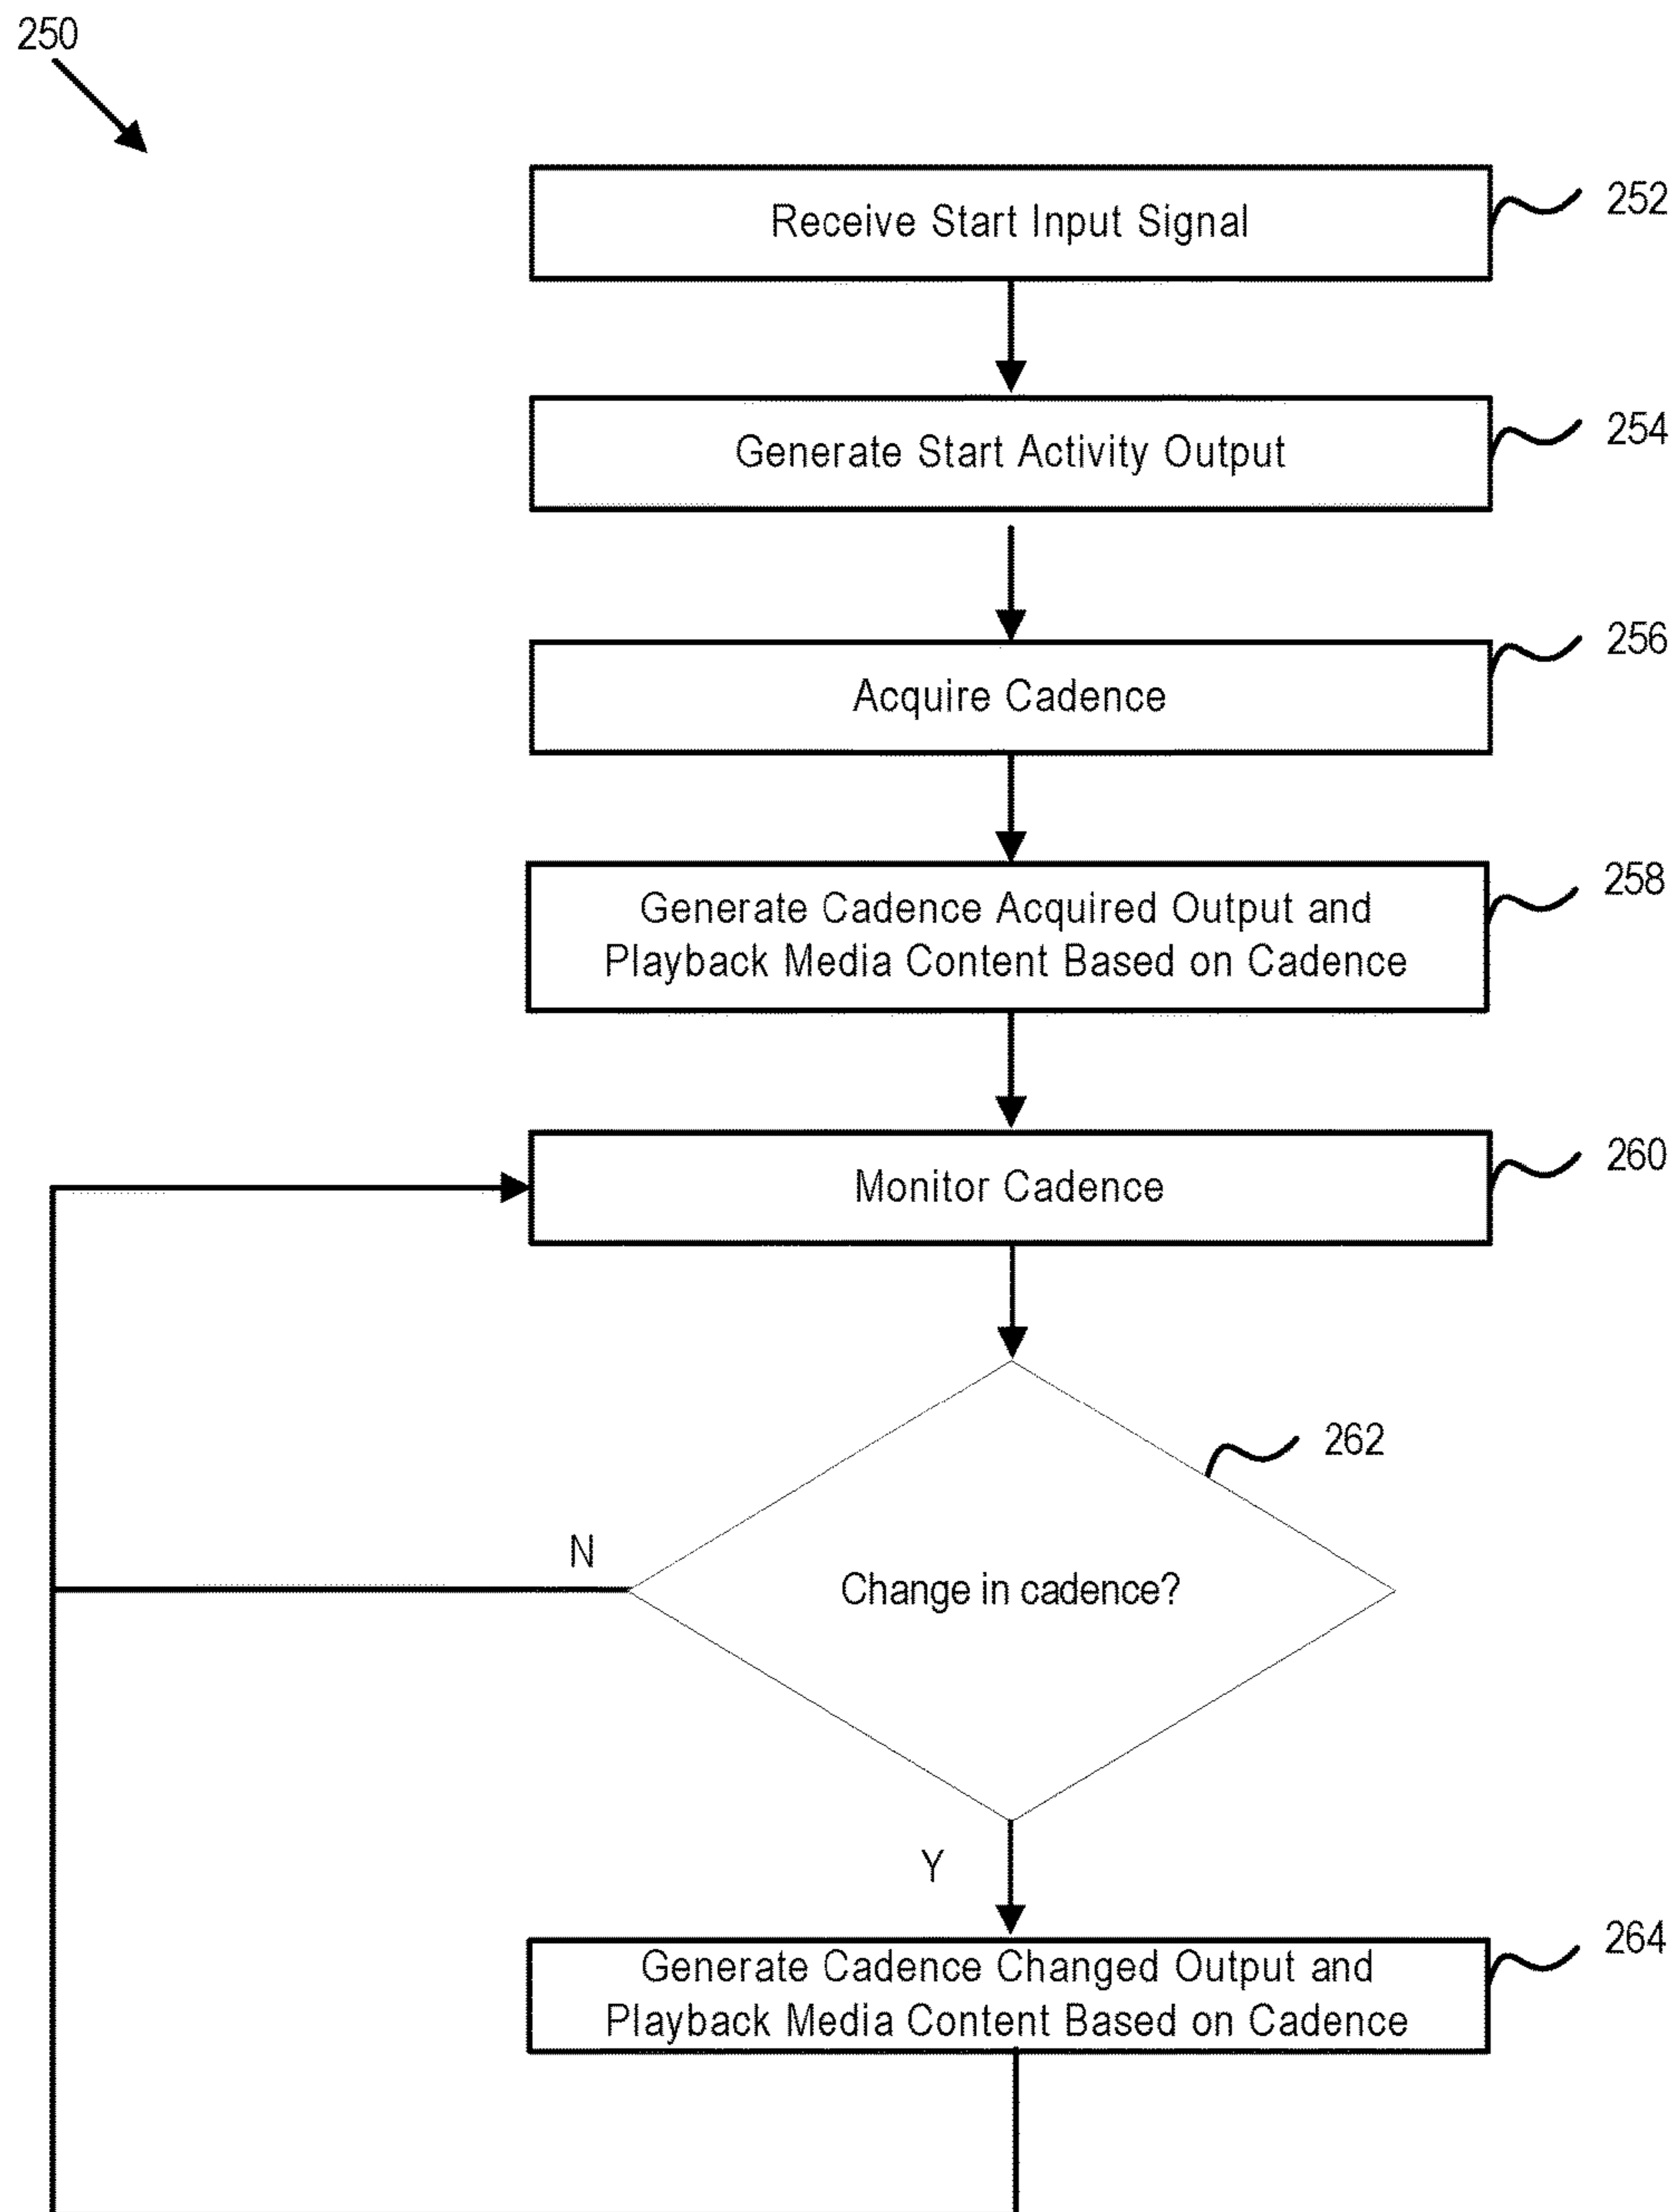 250
Receive Start Input Signal
252
Generate Start Activity Output
254
Acquire Cadence
256
Generate Cadence Acquired Output and
Playback Media Content Based on Cadence
258
Monitor Cadence
260
Change in cadence?
262
N
Y
Generate Cadence Changed Output and
Playback Media Content Based on Cadence
264